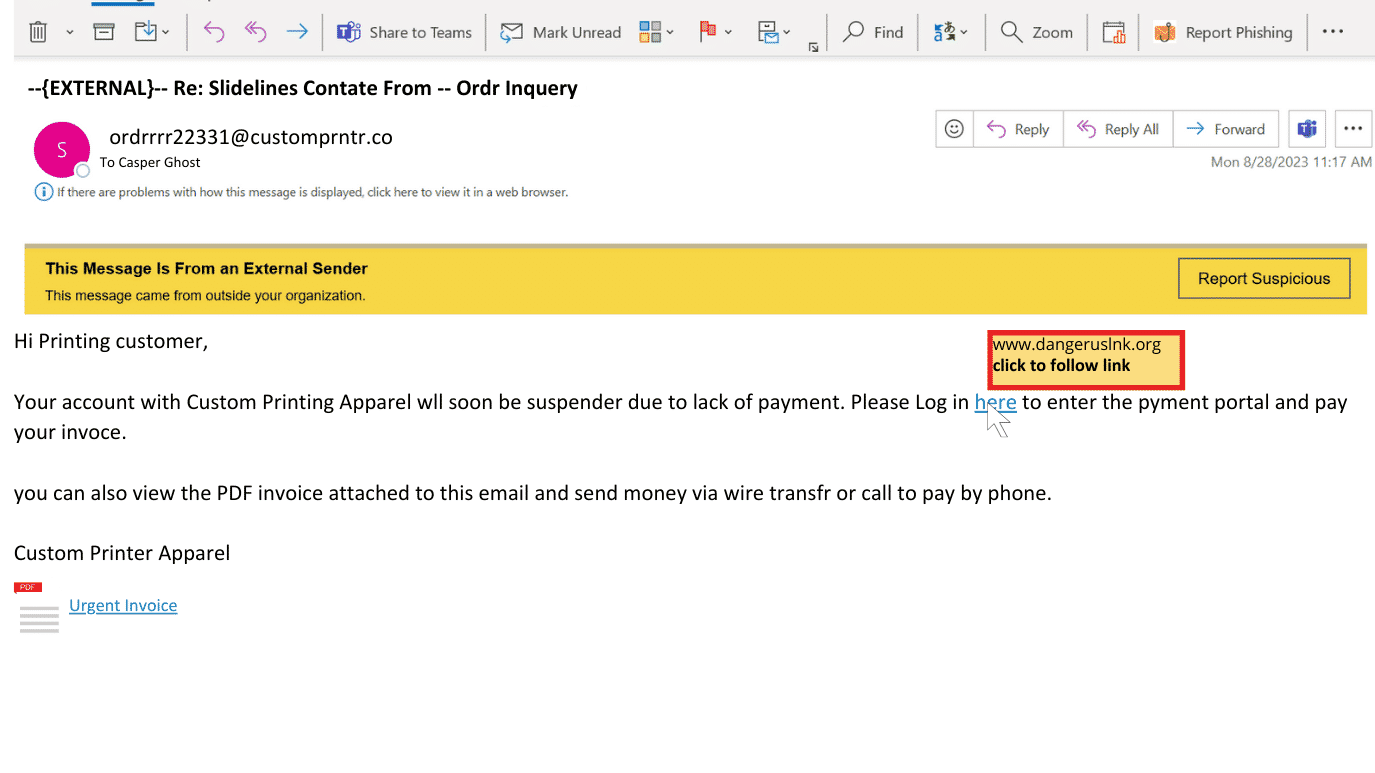 Share to Teams Mark Unread Find Zoom Report Phishing
--{EXTERNAL}-- Re: Slidelines Contate From -- Ordr Inquery
S
ordrrrr22331@customprntr.co
To Casper Ghost
Reply Reply All Forward
Mon 8/28/2023 11:17 AM
If there are problems with how this message is displayed, click here to view it in a web browser.
This Message Is From an External Sender
This message came from outside your organization.
Report Suspicious
Hi Printing customer,
www.dangeruslnk.org
click to follow link
Your account with Custom Printing Apparel wll soon be suspender due to lack of payment. Please Log in here to enter the pyment portal and pay
your invoce.
you can also view the PDF invoice attached to this email and send money via wire transfr or call to pay by phone.
Custom Printer Apparel
PDF
Urgent Invoice